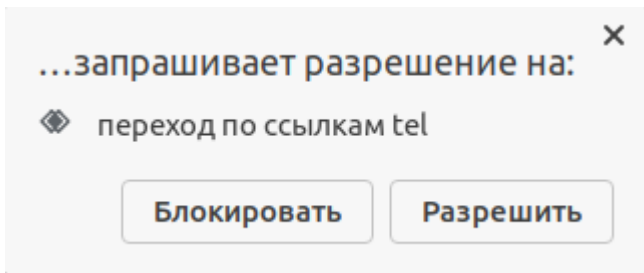 …запрашивает разрешение на:
переход по ссылкам tel
Блокировать Разрешить